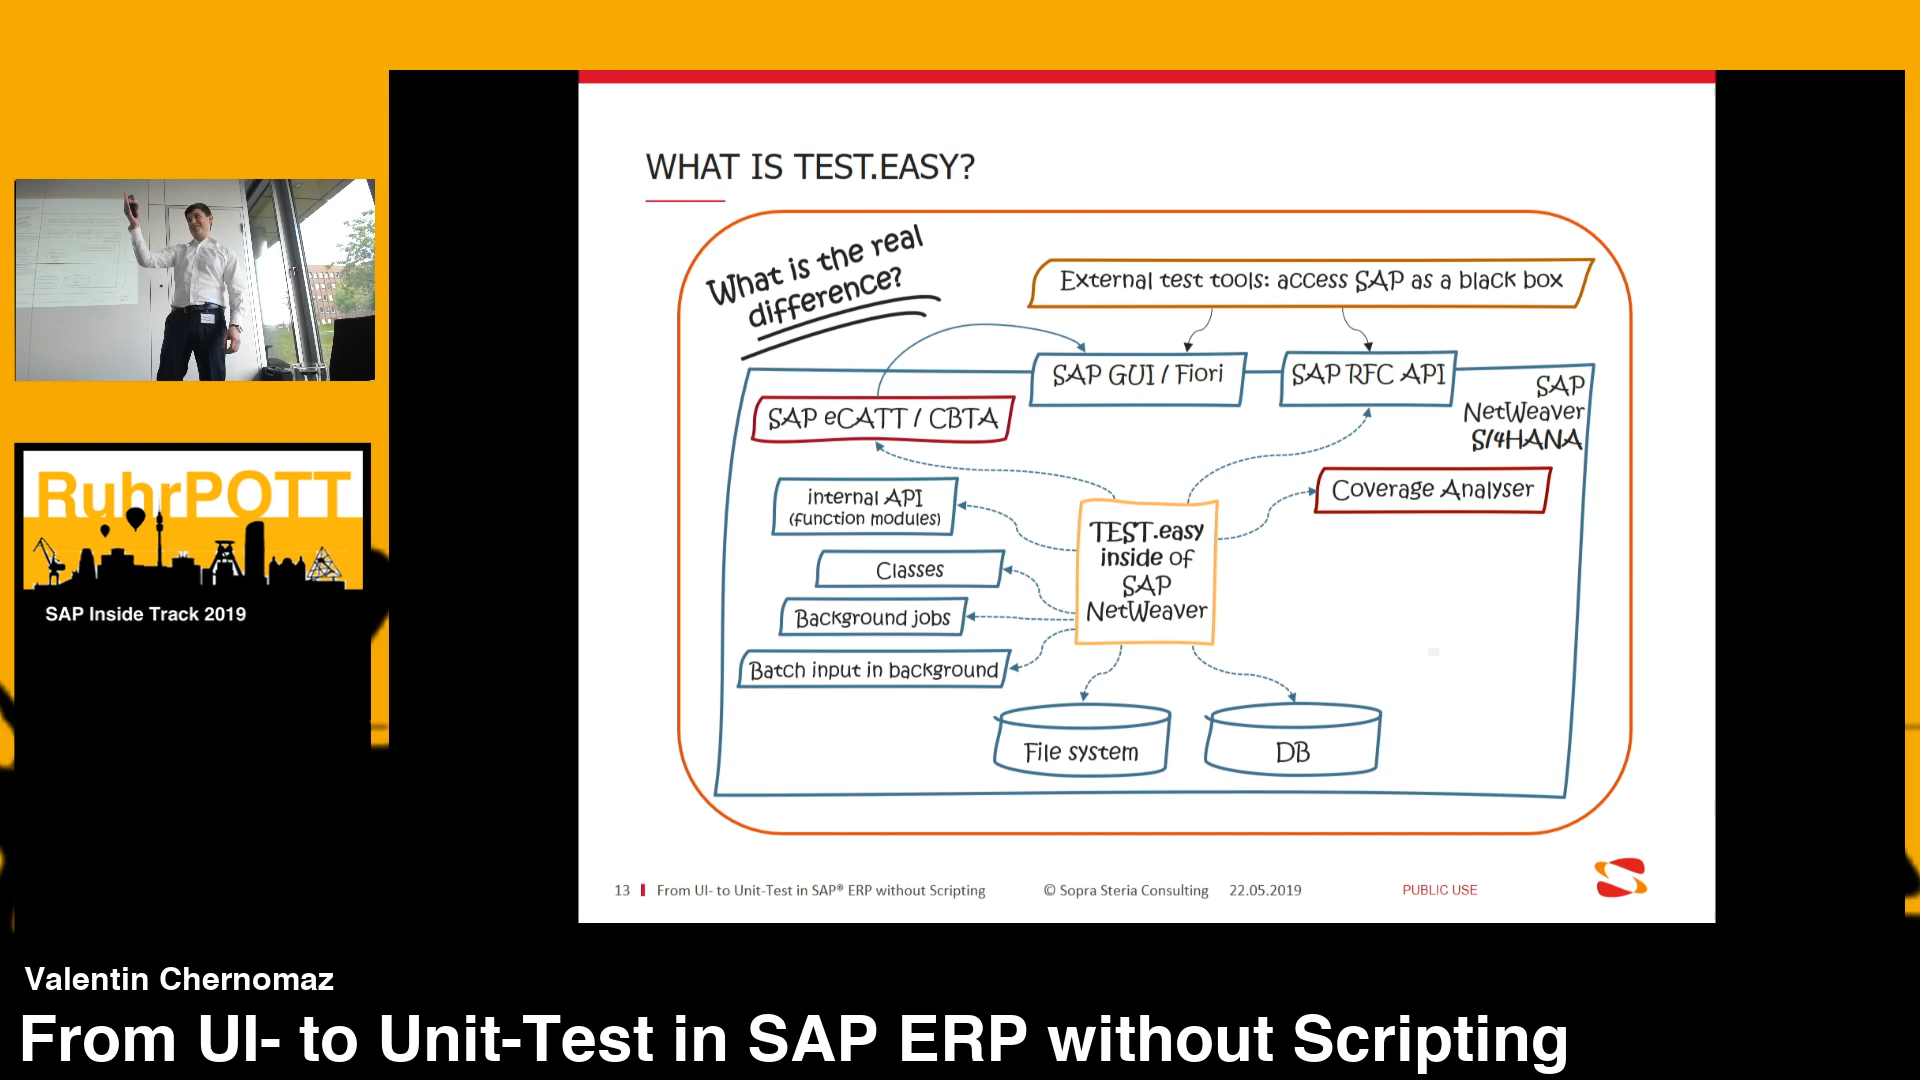 WHAT IS TEST.EASY?
What is the real
difference?
External test tools: access SAP as a black box
SAP GUI / Fiori
SAP RFC API
SAP
NetWeaver
S/4HANA
SAP eCATT / CBTA
Coverage Analyser
internal API
(function modules)
TEST.easy
inside of
SAP
NetWeaver
Classes
Background jobs
Batch input in background
File system
DB
13 From UI- to Unit-Test in SAP® ERP without Scripting © Sopra Steria Consulting 22.05.2019 PUBLIC USE
RuhrPOTT
SAP Inside Track 2019
Valentin Chernomaz
From UI- to Unit-Test in SAP ERP without Scripting